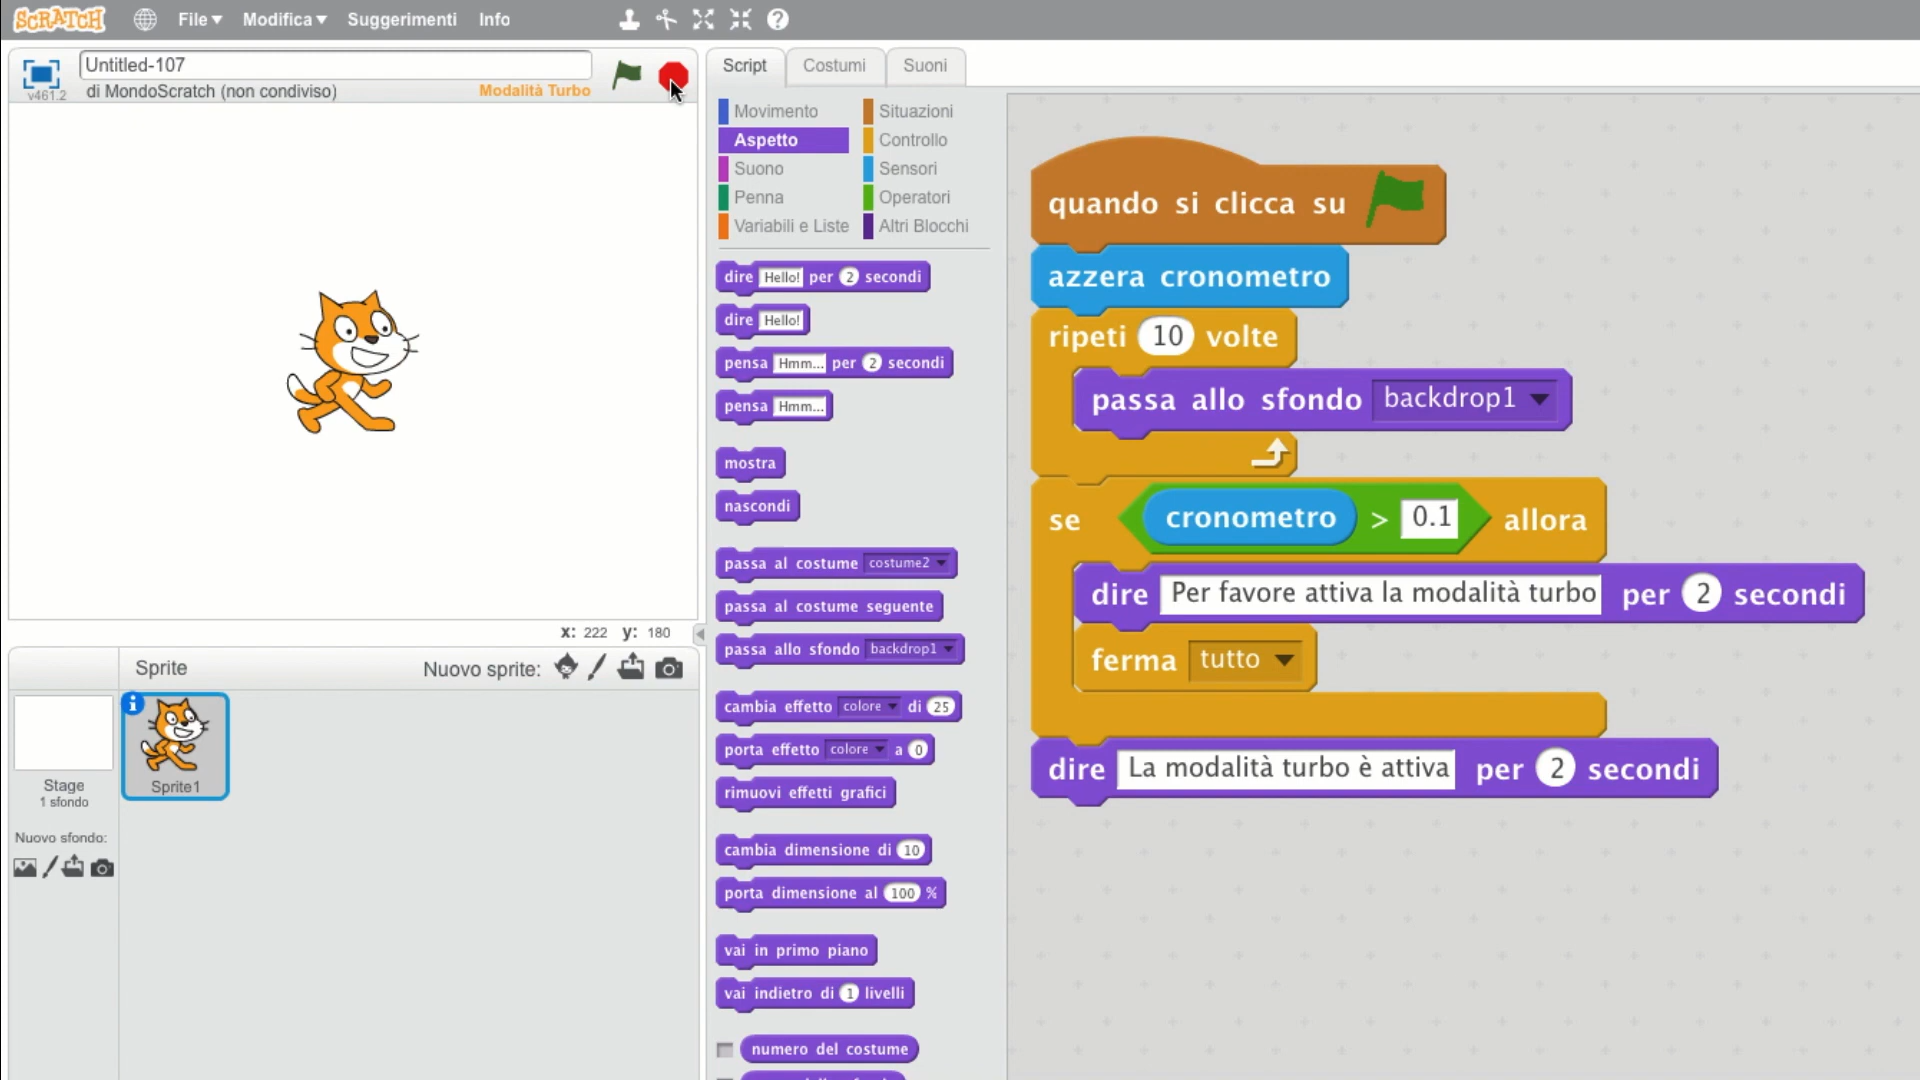 SCRATCH
File▼ Modifica▼ Suggerimenti Info
Untitled-107
v461.2 di MondoScratch (non condiviso) Modalità Turbo
Script Costumi Suoni
Movimento Situazioni
Aspetto Controllo
Suono Sensori
Penna Operatori
Variabili e Liste Altri Blocchi
dire Hello! per 2 secondi
dire Hello!
pensa Hmm... per 2 secondi
pensa Hmm...
mostra
nascondi
passa al costume costume2
passa al costume seguente
passa allo sfondo backdrop1
cambia effetto colore di 25
porta effetto colore a 0
rimuovi effetti grafici
cambia dimensione di 10
porta dimensione al 100 %
vai in primo piano
vai indietro di 1 livelli
numero del costume
quando si clicca su
azzera cronometro
ripeti 10 volte
passa allo sfondo backdrop1
se cronometro > 0.1 allora
dire Per favore attiva la modalità turbo per 2 secondi
ferma tutto
dire La modalità turbo è attiva per 2 secondi
x: 222 y: 180
Sprite Nuovo sprite:
Sprite1
Stage
1 sfondo
Nuovo sfondo: